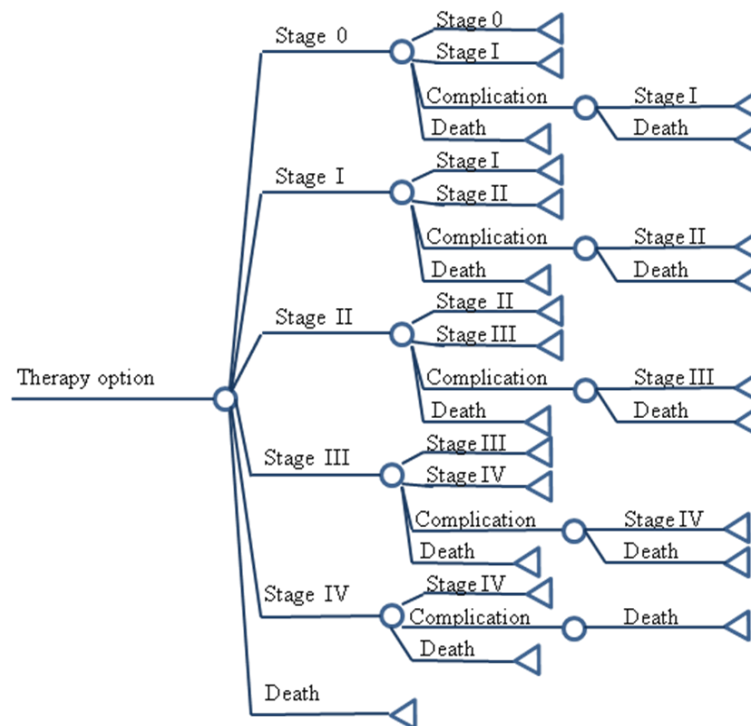 Stage 0
Stage 0
Stage I
Complication
Stage I
Death
Death
Stage I
Stage I
Stage II
Complication
Stage II
Death
Death
Stage II
Stage II
Stage III
Complication
Stage III
Death
Death
Therapy option
Stage III
Stage III
Stage IV
Complication
Stage IV
Death
Death
Stage IV
Stage IV
Complication
Death
Death
Death